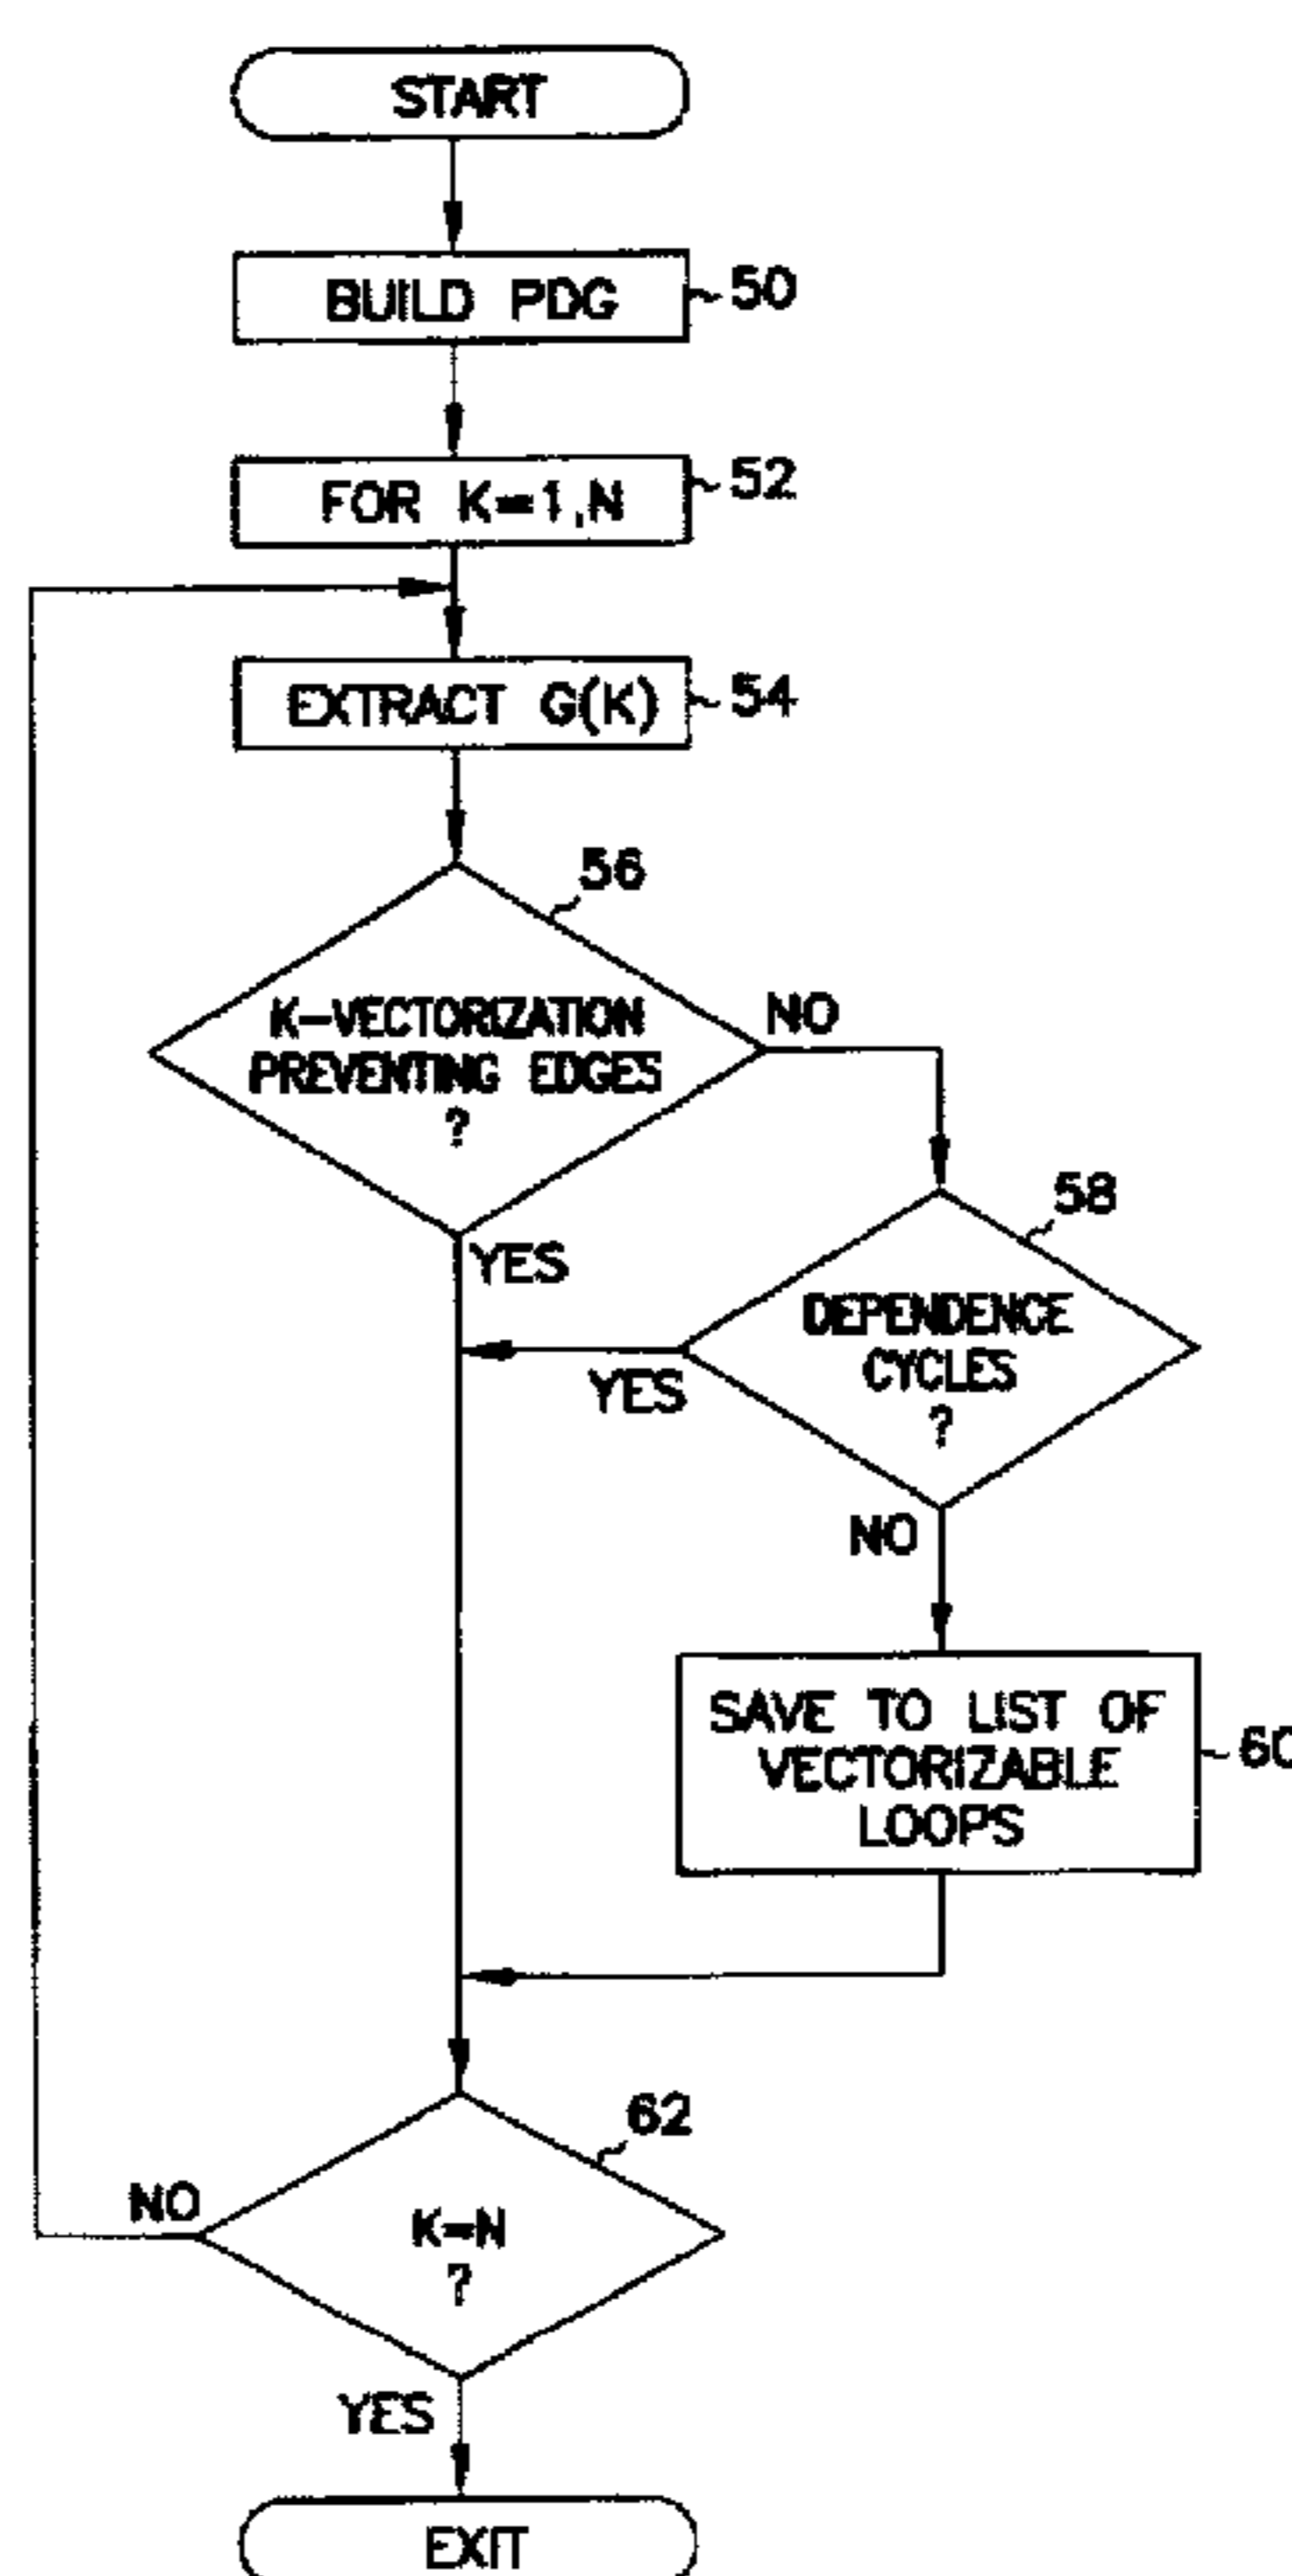 START
BUILD PDG
50
FOR K=1,N
52
EXTRACT G(K)
54
56
K-VECTORIZATION
PREVENTING EDGES
?
NO
YES
58
DEPENDENCE
CYCLES
?
YES
NO
SAVE TO LIST OF
VECTORIZABLE
LOOPS
60
62
K=N
?
NO
YES
EXIT